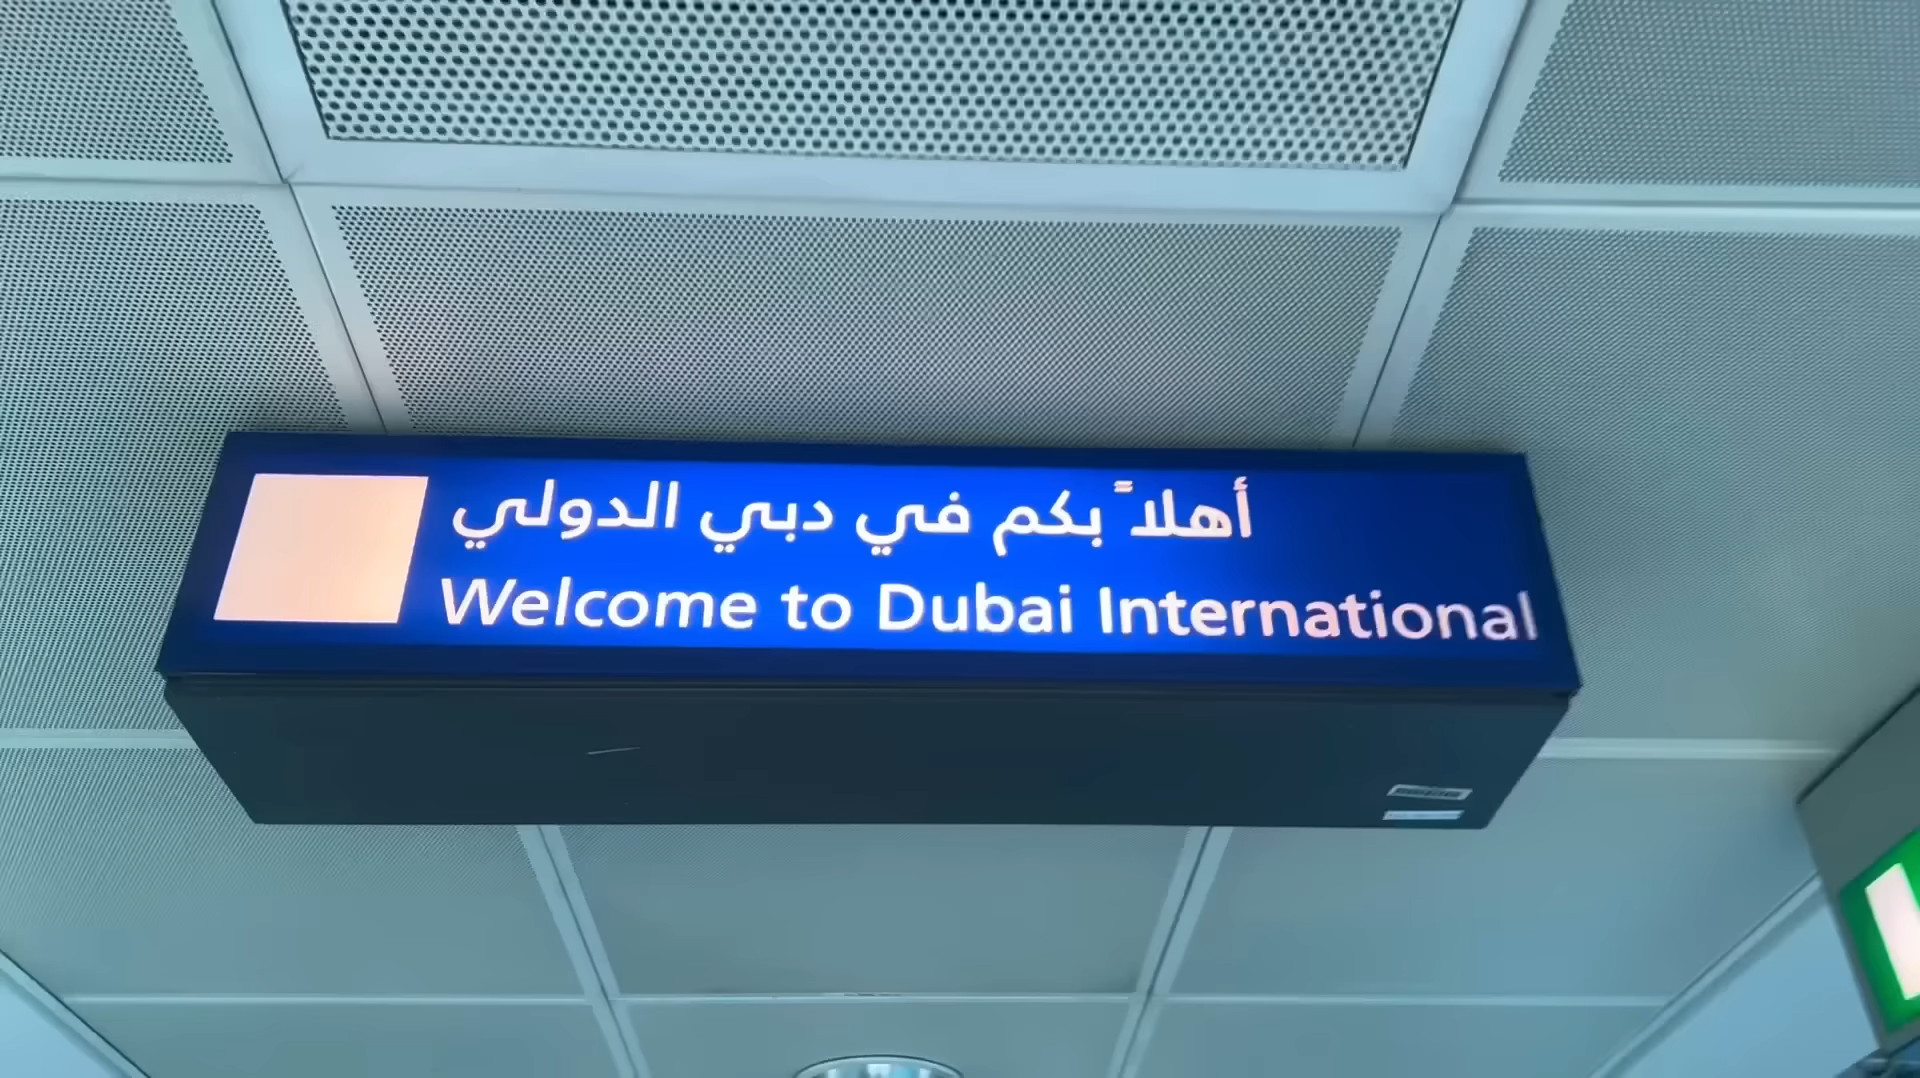 أهلاً بكم في دبي الدولي
Welcome to Dubai International